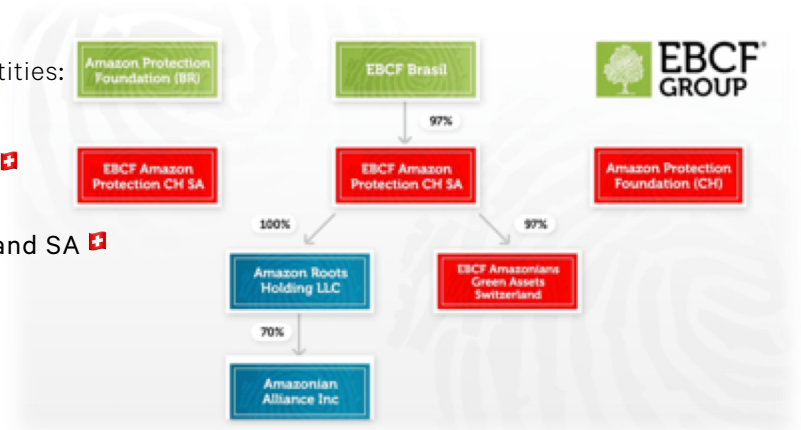 tities:
and SA
Amazon Protection
Foundation (BR)
EBCF Brasil
EBCF
GROUP
97%
EBCF Amazon
Protection CH SA
EBCF Amazon
Protection CH SA
Amazon Protection
Foundation (CH)
100%
97%
Amazon Roots
Holding LLC
EBCF Amazonians
Green Assets
Switzerland
70%
Amazonian
Alliance Inc